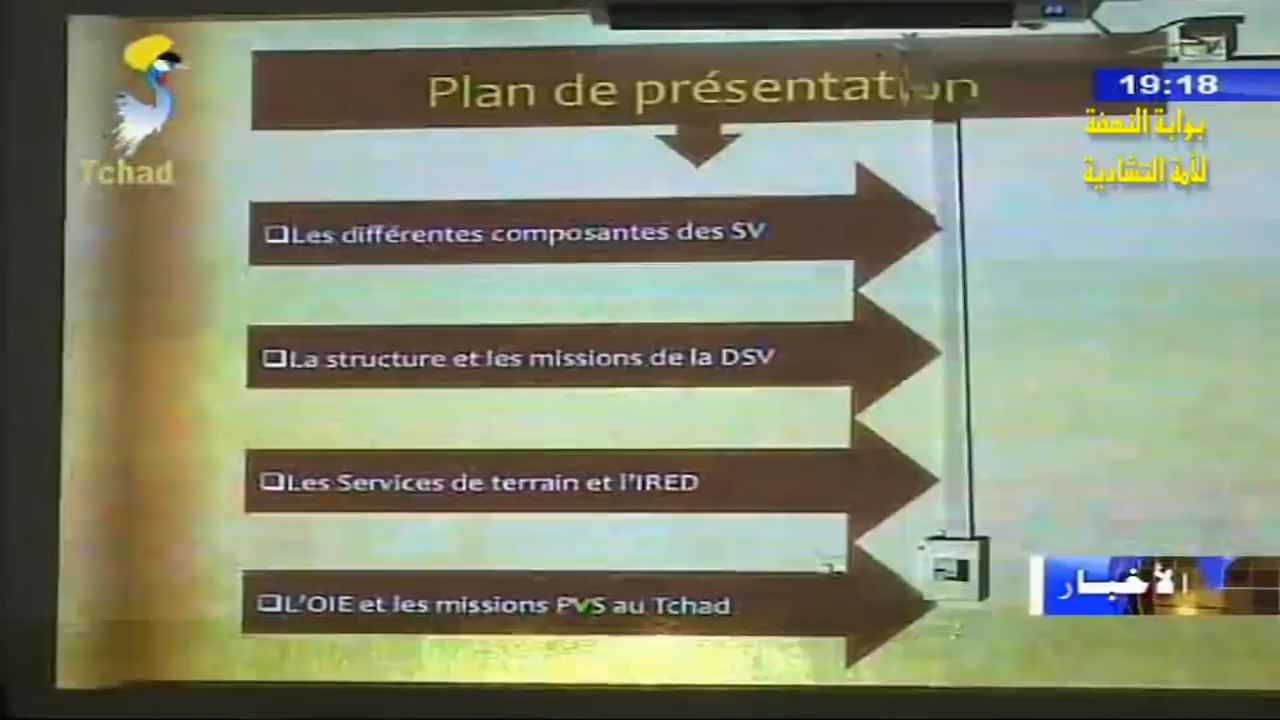 Plan de présentation
19:18
بوابة النهضة
للأمة التشادية
Tchad
❑Les différentes composantes des SV
❑La structure et les missions de la DSV
❑Les Services de terrain et l'IRED
❑L'OIE et les missions PVS au Tchad
الأخبار